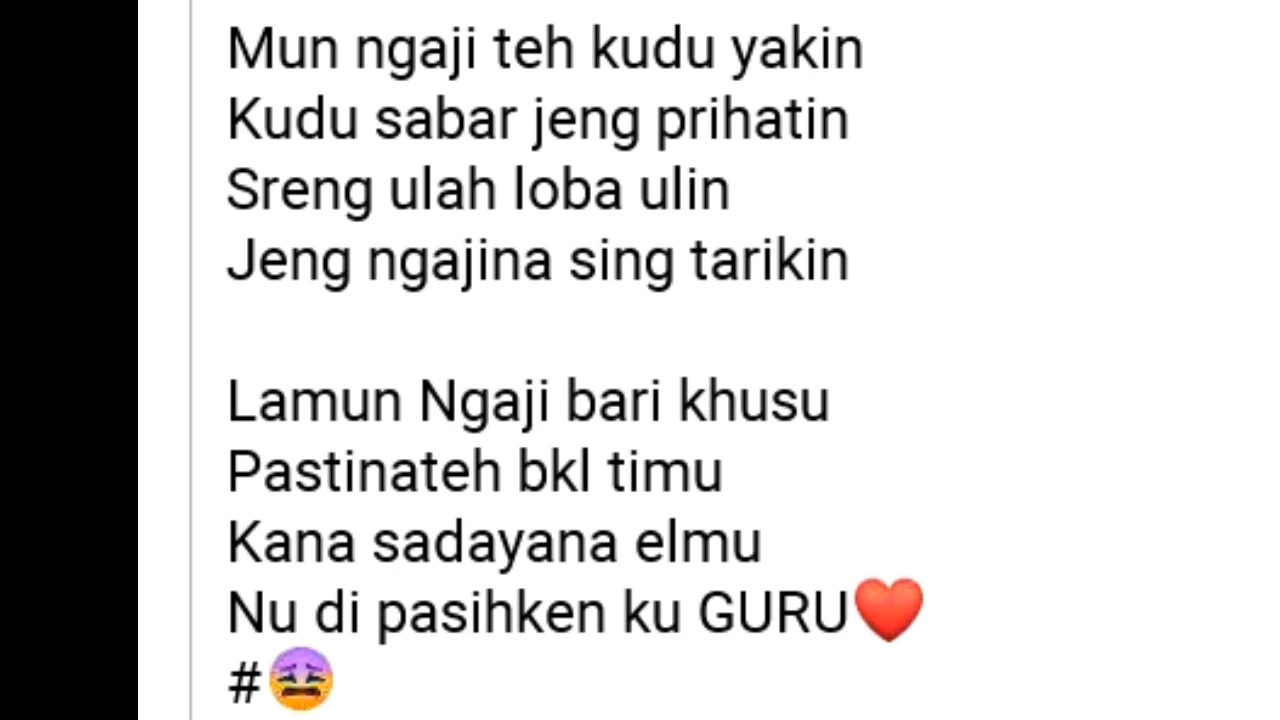 Mun ngaji teh kudu yakin
Kudu sabar jeng prihatin
Sreng ulah loba ulin
Jeng ngajina sing tarikin
Lamun Ngaji bari khusu
Pastinateh bkl timu
Kana sadayana elmu
Nu di pasihken ku GURU❤️
#😫